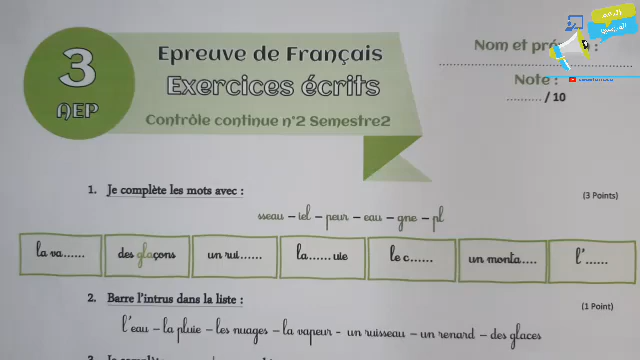 3
AEP
Epreuve de Français
Exercices écrits
Contrôle continue n°2 Semestre2
Nom et pré
Note :
.......... / 10
1. Je complète les mots avec :
(3 Points)
sseau – iel – peur – eau – gne – pl
la va......
des glaçons
un rui......
la...... uie
le c......
un monta....
l'......
2. Barre l'intrus dans la liste :
(1 Point)
l'eau – la pluie – les nuages – la vapeur - un ruisseau – un renard – des glaces